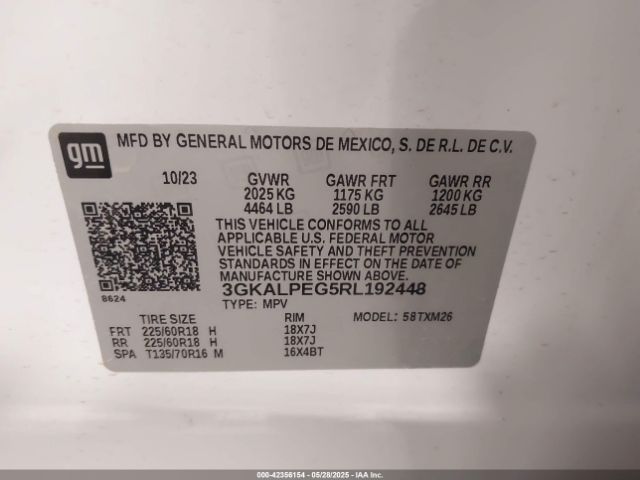 gm
MFD BY GENERAL MOTORS DE MEXICO, S. DE R.L. DE C.V.
10/23 GVWR GAWR FRT GAWR RR
2025 KG 1175 KG 1200 KG
4464 LB 2590 LB 2645 LB
THIS VEHICLE CONFORMS TO ALL
APPLICABLE U.S. FEDERAL MOTOR
VEHICLE SAFETY AND THEFT PREVENTION
STANDARDS IN EFFECT ON THE DATE OF
MANUFACTURE SHOWN ABOVE.
8624 3GKALPEG5RL192448
TYPE: MPV
TIRE SIZE RIM MODEL: 58TXM26
FRT 225/60R18 H 18X7J
RR 225/60R18 H 18X7J
SPA T135/70R16 M 16X4BT
000-42356154 - 05/28/2025 - IAA Inc.